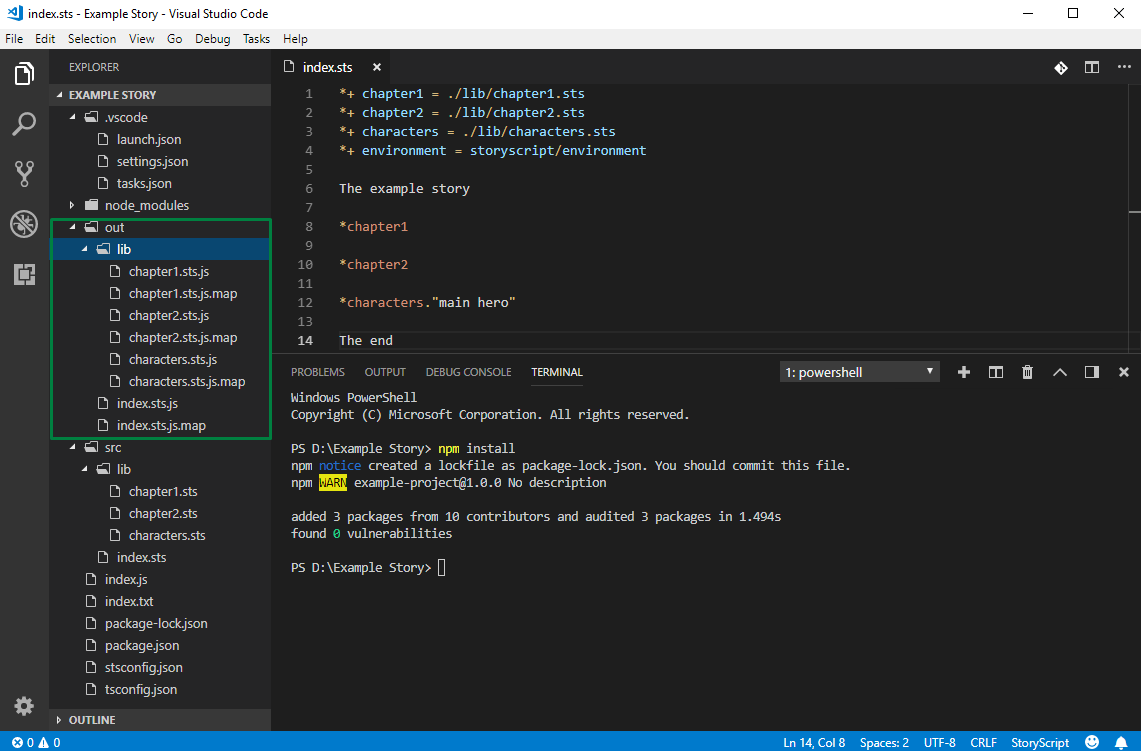 index.sts - Example Story - Visual Studio Code
File Edit Selection View Go Debug Tasks Help
EXPLORER
EXAMPLE STORY
.vscode
launch.json
settings.json
tasks.json
node_modules
out
lib
chapter1.sts.js
chapter1.sts.js.map
chapter2.sts.js
chapter2.sts.js.map
characters.sts.js
characters.sts.js.map
index.sts.js
index.sts.js.map
src
lib
chapter1.sts
chapter2.sts
characters.sts
index.sts
index.js
index.txt
package-lock.json
package.json
stsconfig.json
tsconfig.json
OUTLINE
index.sts
1 *+ chapter1 = ./lib/chapter1.sts
2 *+ chapter2 = ./lib/chapter2.sts
3 *+ characters = ./lib/characters.sts
4 *+ environment = storyscript/environment
5
6 The example story
7
8 *chapter1
9
10 *chapter2
11
12 *characters."main hero"
13
14 The end
PROBLEMS OUTPUT DEBUG CONSOLE TERMINAL 1: powershell
Windows PowerShell
Copyright (C) Microsoft Corporation. All rights reserved.
PS D:\Example Story> npm install
npm notice created a lockfile as package-lock.json. You should commit this file.
npm WARN example-project@1.0.0 No description
added 3 packages from 10 contributors and audited 3 packages in 1.494s
found 0 vulnerabilities
PS D:\Example Story>
0 0 Ln 14, Col 8 Spaces: 2 UTF-8 CRLF StoryScript